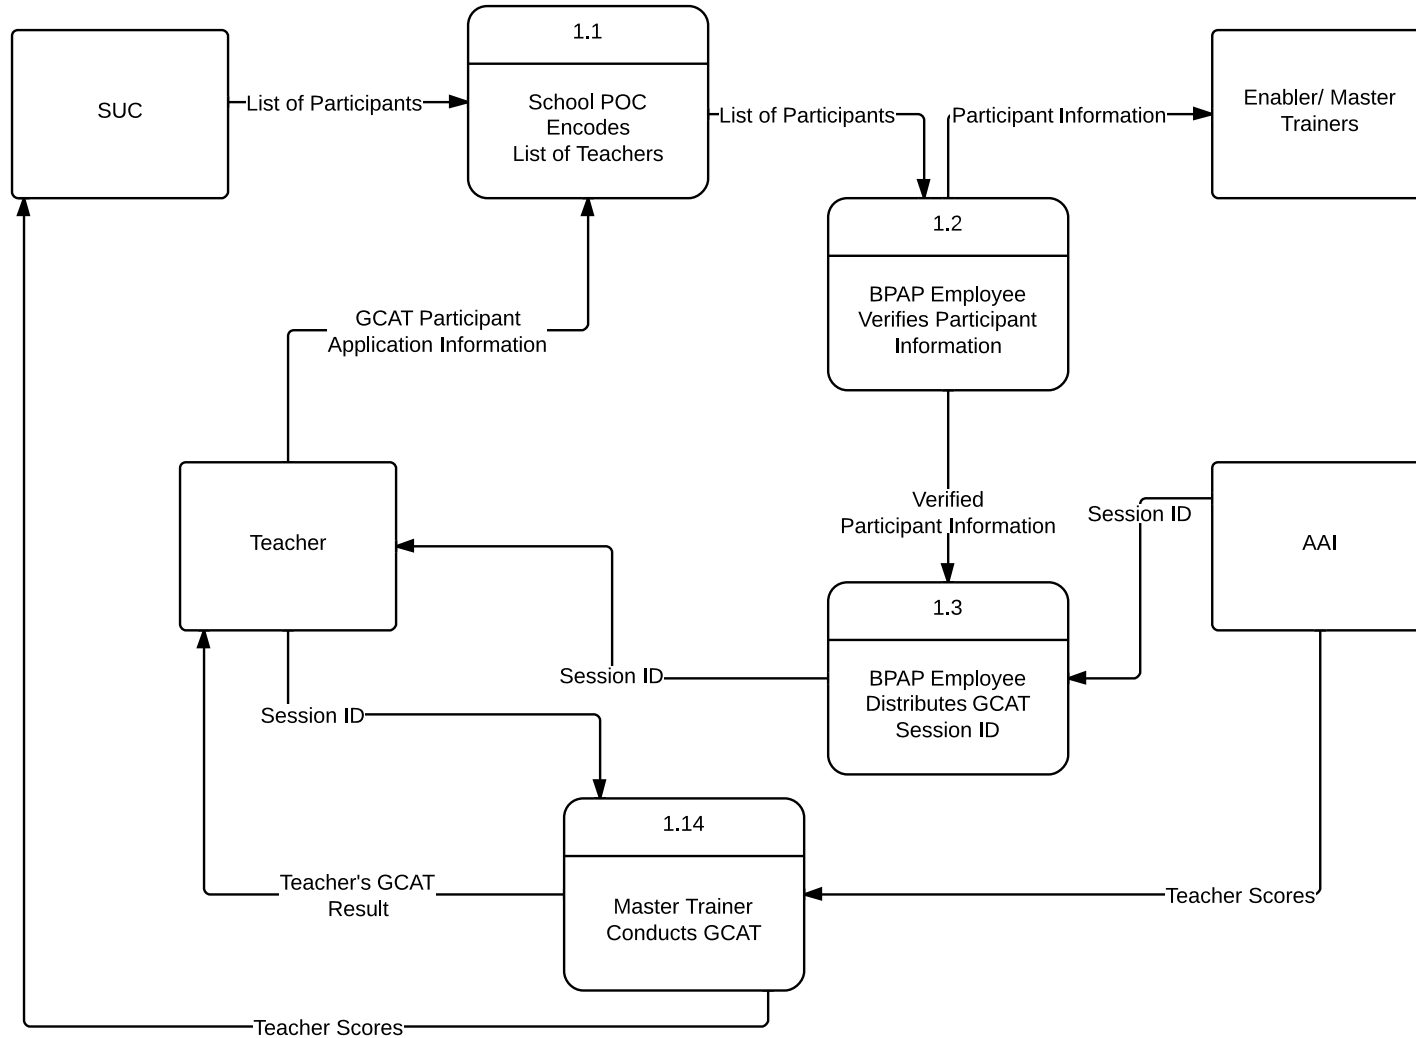 1.1
SUC
List of Participants
School POC
Encodes
List of Teachers
List of Participants
Participant Information
Enabler/ Master
Trainers
1.2
BPAP Employee
Verifies Participant
Information
GCAT Participant
Application Information
Verified
Participant Information
Session ID
Teacher
AAI
1.3
BPAP Employee
Distributes GCAT
Session ID
Session ID
Session ID
1.14
Master Trainer
Conducts GCAT
Teacher's GCAT
Result
Teacher Scores
Teacher Scores